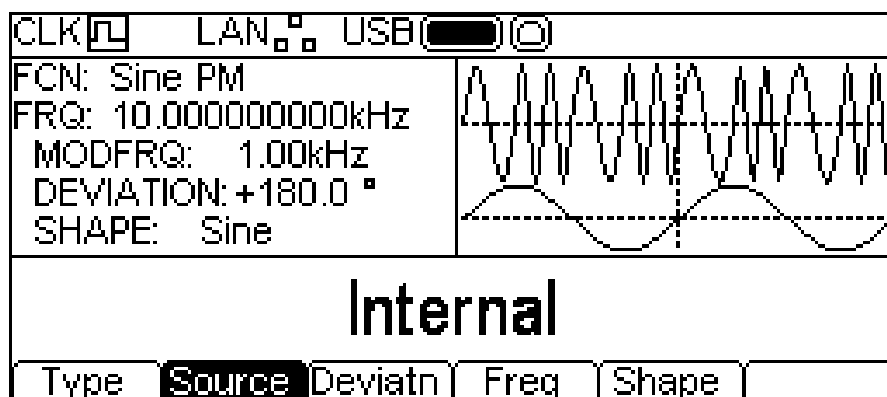 CLK LAN USB
FCN: Sine PM
FRQ: 10.000000000kHz
MODFRQ: 1.00kHz
DEVIATION: +180.0 °
SHAPE: Sine
Internal
Type Source Deviatn Freq Shape